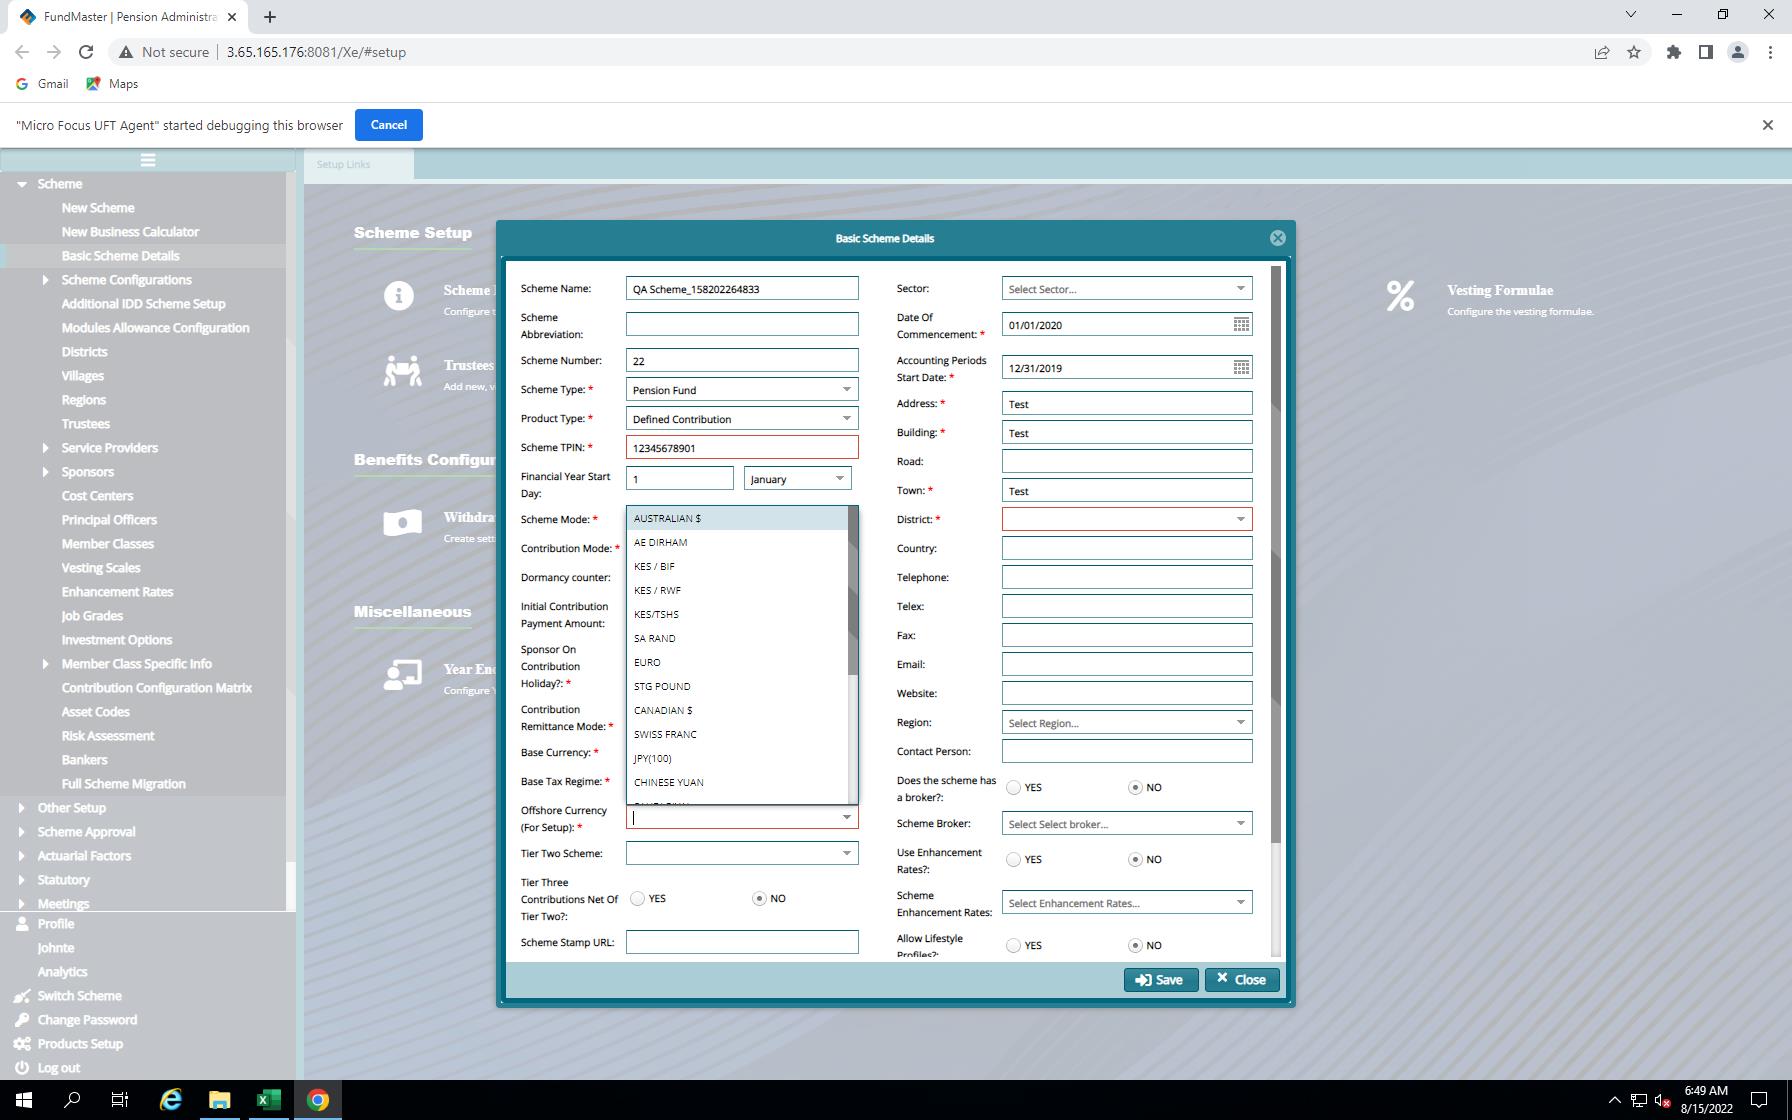 FundMaster | Pension Administra
Not secure
3.65.165.176:8081/Xe/#setup
Gmail
Maps
"Micro Focus UFT Agent" started debugging this browser
Cancel
Setup Links
Scheme
New Scheme
New Business Calculator
Basic Scheme Details
Scheme Configurations
Additional IDD Scheme Setup
Modules Allowance Configuration
Districts
Villages
Regions
Trustees
Service Providers
Sponsors
Cost Centers
Principal Officers
Member Classes
Vesting Scales
Enhancement Rates
Job Grades
Investment Options
Member Class Specific Info
Contribution Configuration Matrix
Asset Codes
Risk Assessment
Bankers
Full Scheme Migration
Other Setup
Scheme Approval
Actuarial Factors
Statutory
Meetings
Profile
Johnte
Analytics
Switch Scheme
Change Password
Products Setup
Log out
Scheme Setup
Scheme
Configure t
Trustees
Add new, v
Benefits Configur
Withdra
Create sett
Miscellaneous
Year En
Configure Y
Vesting Formulae
Configure the vesting formulae.
Basic Scheme Details
Scheme Name: QA Scheme_158202264833
Scheme
Abbreviation:
Scheme Number: 22
Scheme Type: * Pension Fund
Product Type: * Defined Contribution
Scheme TPIN: * 12345678901
Financial Year Start
Day: 1 January
Scheme Mode: *
Contribution Mode: *
Dormancy counter:
Initial Contribution
Payment Amount:
Sponsor On
Contribution
Holiday?: *
Contribution
Remittance Mode: *
Base Currency: *
Base Tax Regime: *
Offshore Currency
(For Setup): *
Tier Two Scheme:
Tier Three
Contributions Net Of
Tier Two?: YES NO
Scheme Stamp URL:
AUSTRALIAN $
AE DIRHAM
KES / BIF
KES / RWF
KES/TSHS
SA RAND
EURO
STG POUND
CANADIAN $
SWISS FRANC
JPY(100)
CHINESE YUAN
Sector: Select Sector...
Date Of
Commencement: * 01/01/2020
Accounting Periods
Start Date: * 12/31/2019
Address: * Test
Building: * Test
Road:
Town: * Test
District: *
Country:
Telephone:
Telex:
Fax:
Email:
Website:
Region: Select Region...
Contact Person:
Does the scheme has
a broker?: YES NO
Scheme Broker: Select Select broker...
Use Enhancement
Rates?: YES NO
Scheme
Enhancement Rates: Select Enhancement Rates...
Allow Lifestyle
Profiles?: YES NO
Save
Close
6:49 AM
8/15/2022